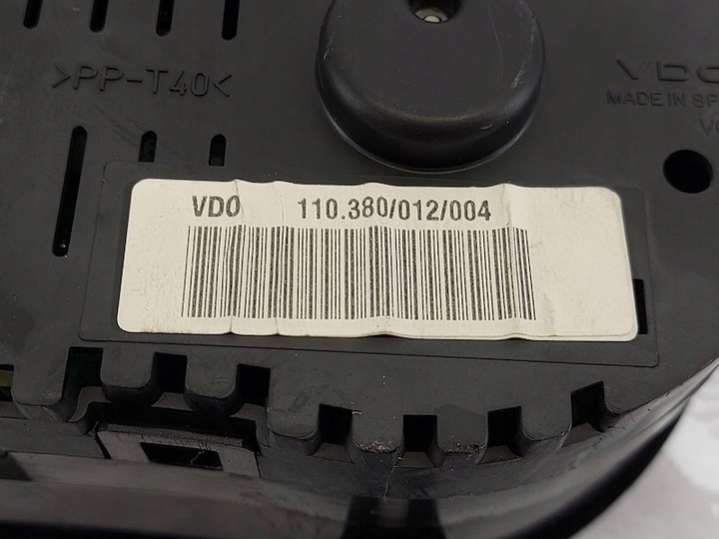 >PP-T40<
VDO
MADE IN SP
VDO 110.380/012/004